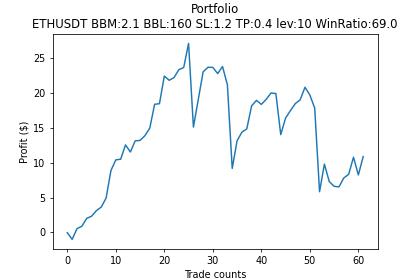 Portfolio
ETHUSDT BBM:2.1 BBL:160 SL:1.2 TP:0.4 lev:10 WinRatio:69.0
25
20
15
10
5
0
Profit ($)
0 10 20 30 40 50 60
Trade counts